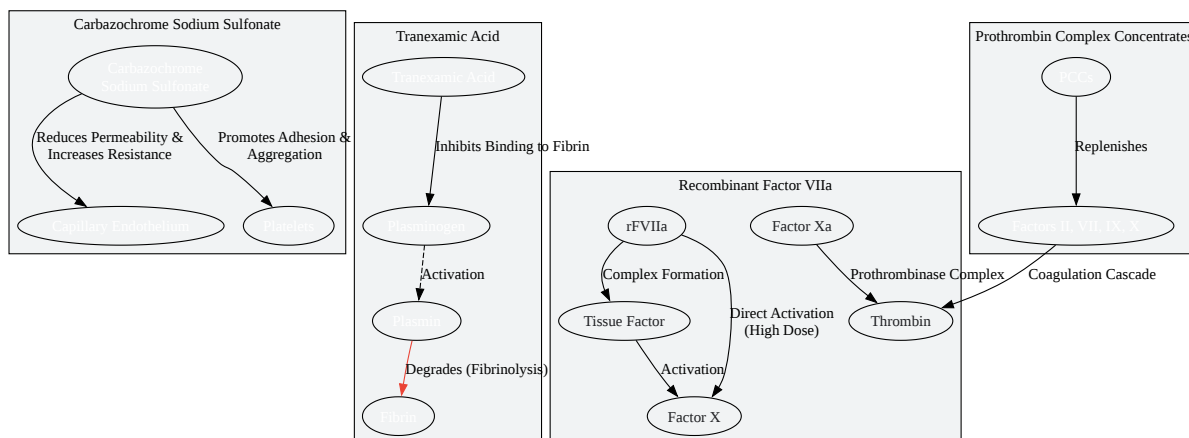 Carbazochrome Sodium Sulfonate
Carbazochrome
Sodium Sulfonate
Reduces Permeability &
Increases Resistance
Promotes Adhesion &
Aggregation
Capillary Endothelium
Platelets
Tranexamic Acid
Tranexamic Acid
Inhibits Binding to Fibrin
Plasminogen
Activation
Plasmin
Degrades (Fibrinolysis)
Fibrin
Recombinant Factor VIIa
rFVIIa
Factor Xa
Complex Formation
Prothrombinase Complex
Tissue Factor
Direct Activation
(High Dose)
Thrombin
Activation
Factor X
Prothrombin Complex Concentrates
PCCs
Replenishes
Factors II, VII, IX, X
Coagulation Cascade